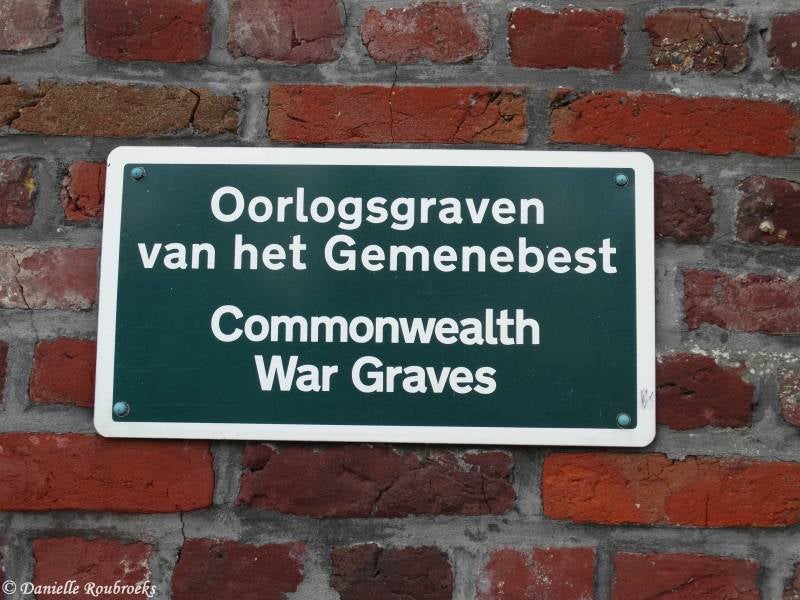 Oorlogsgraven
van het Gemenebest
Commonwealth
War Graves
© Danielle Roubroeks